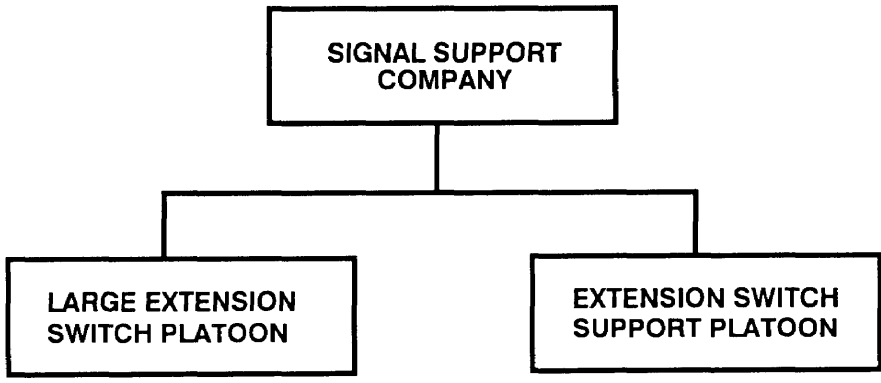 SIGNAL SUPPORT
COMPANY
LARGE EXTENSION
SWITCH PLATOON
EXTENSION SWITCH
SUPPORT PLATOON